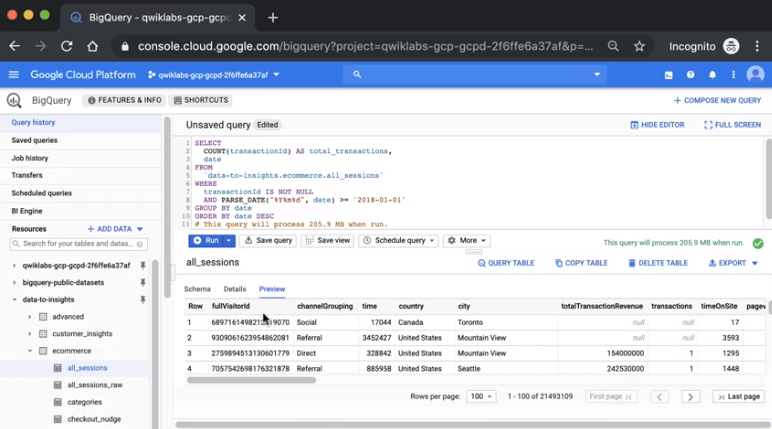 BigQuery - qwiklabs-gcp-gcpd
console.cloud.google.com/bigquery?project=qwiklabs-gcp-gcpd-2f6ffe6a37af&p=...
Incognito
Google Cloud Platform
qwiklabs-gcp-gcpd-2f6ffe6a37af
BigQuery
FEATURES & INFO
SHORTCUTS
+ COMPOSE NEW QUERY
Query history
Saved queries
Job history
Transfers
Scheduled queries
BI Engine
Resources
+ ADD DATA
Search for your tables and datas...
qwiklabs-gcp-gcpd-2f6ffe6a37af
bigquery-public-datasets
data-to-insights
advanced
customer_insights
ecommerce
all_sessions
all_sessions_raw
categories
checkout_nudge
Unsaved query Edited
HIDE EDITOR
FULL SCREEN
1 SELECT
2 COUNT(transactionId) AS total_transactions,
3 date
4 FROM
5 `data-to-insights.ecommerce.all_sessions`
6 WHERE
7 transactionId IS NOT NULL
8 AND PARSE_DATE("%Y%m%d", date) >= '2018-01-01'
9 GROUP BY date
10 ORDER BY date DESC
11 # This query will process 205.9 MB when run.
Run
Save query
Save view
Schedule query
More
This query will process 205.9 MB when run.
all_sessions
QUERY TABLE
COPY TABLE
DELETE TABLE
EXPORT
Schema Details Preview
Row fullVisitorId channelGrouping time country city totalTransactionRevenue transactions timeOnSite pagev
1 Social 17044 Canada Toronto null null 17
2 9309061623954862081 Referral 3452427 United States Mountain View null null 3593
3 2759894513130601779 Direct 328842 United States Mountain View 154000000 1 1295
4 7057542698176321878 Referral 885958 United States Seattle 242530000 1 1448
Rows per page: 100 1 - 100 of 21493109 First page Last page